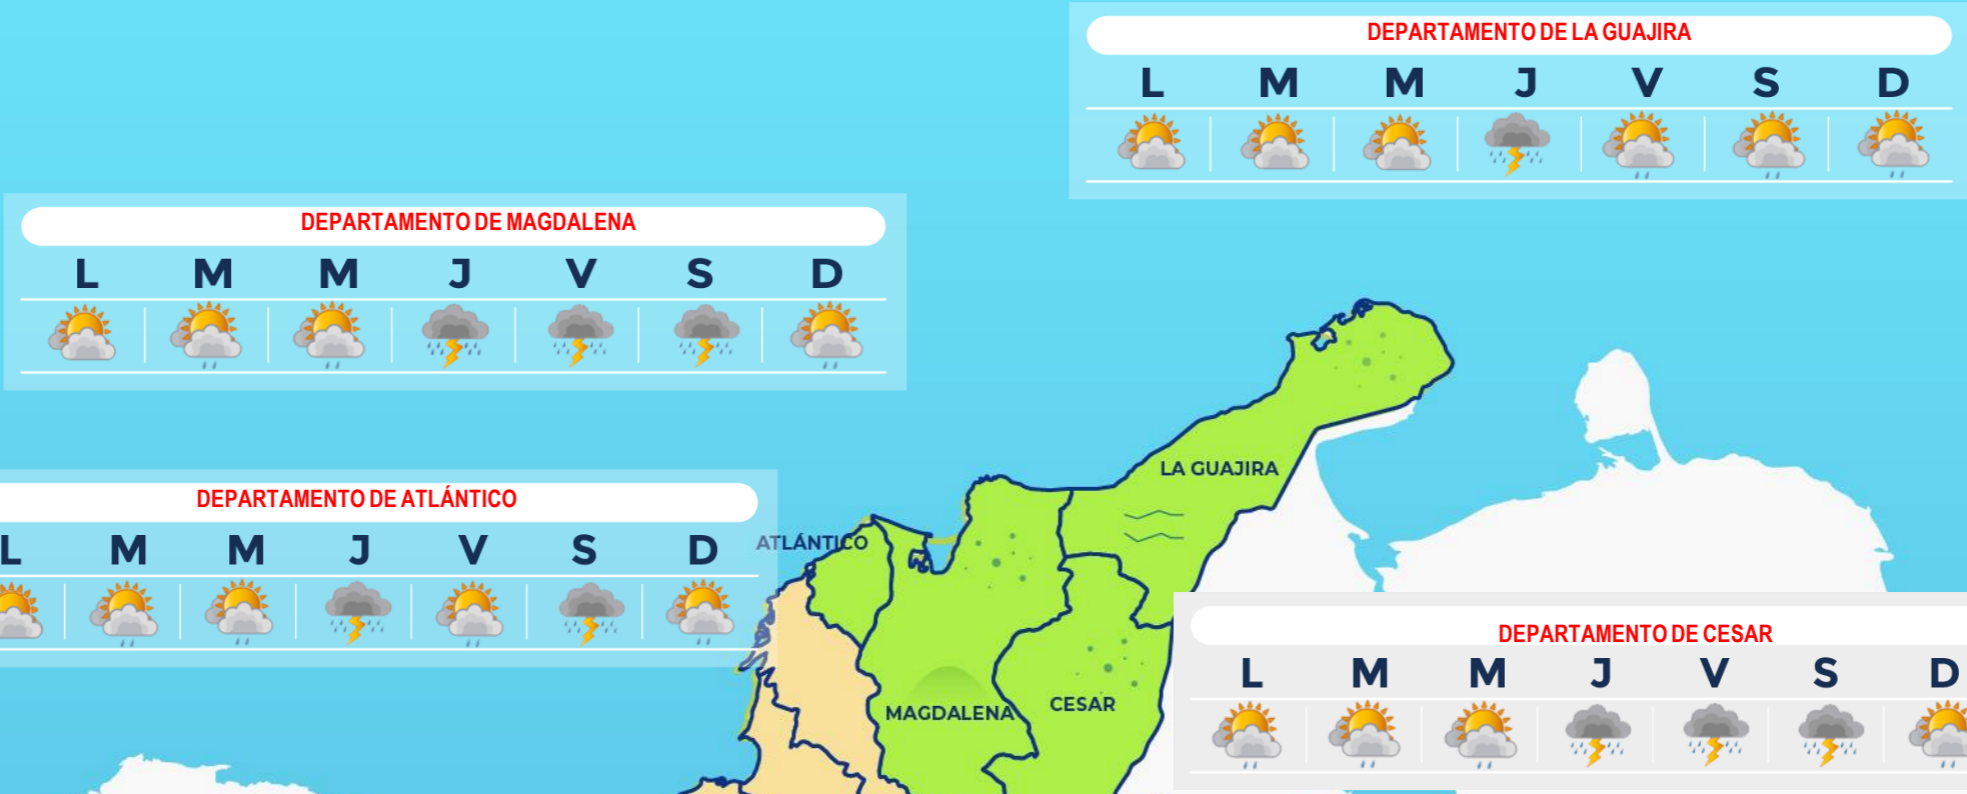 DEPARTAMENTO DE LA GUAJIRA
L M M J V S D
DEPARTAMENTO DE MAGDALENA
L M M J V S D
LA GUAJIRA
DEPARTAMENTO DE ATLÁNTICO
L M M J V S D
ATLÁNTICO
DEPARTAMENTO DE CESAR
L M M J V S D
MAGDALENA
CESAR